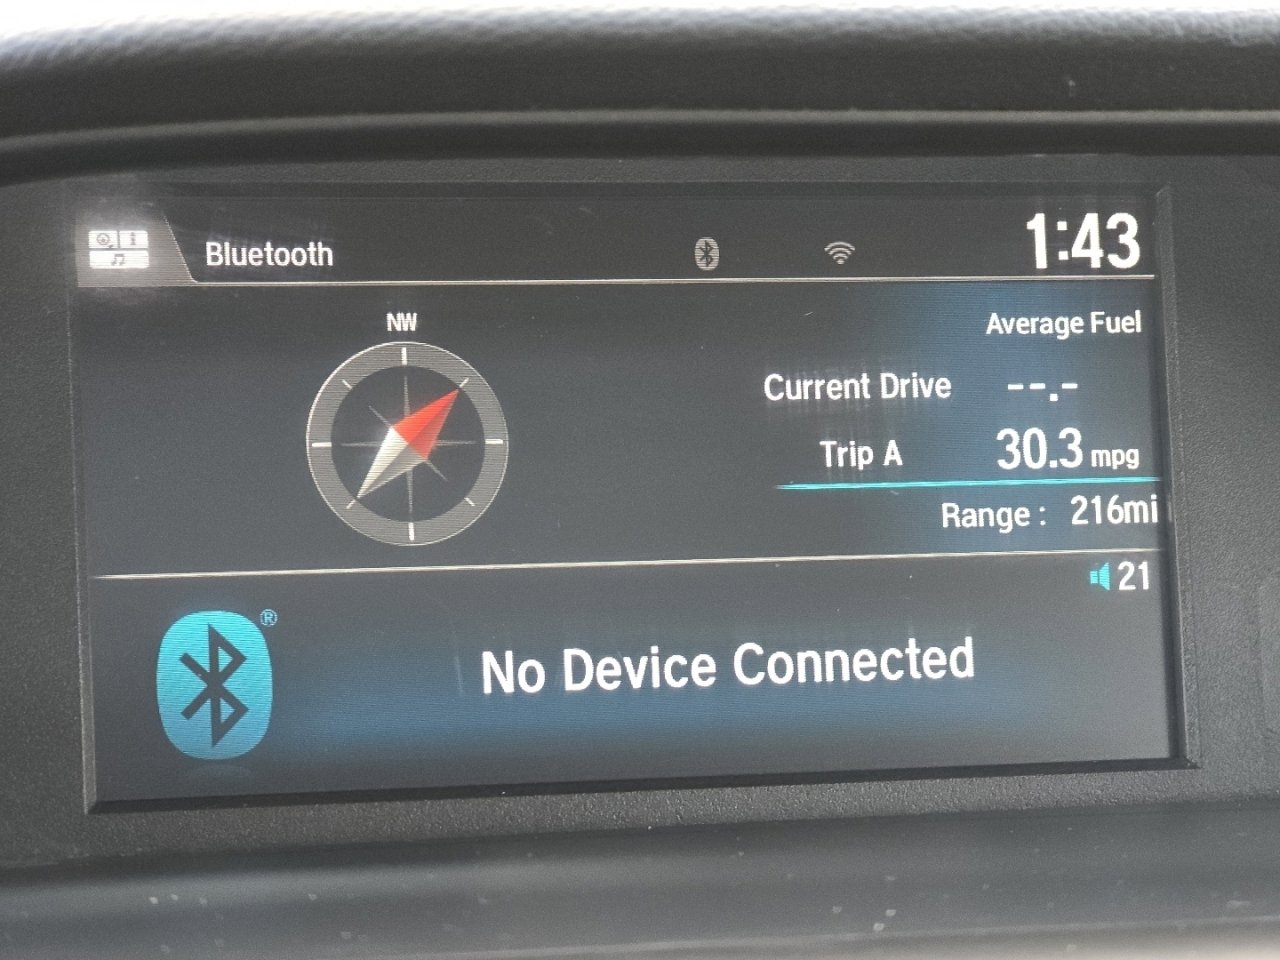 Bluetooth
1:43
NW
Average Fuel
Current Drive --.-
Trip A 30.3 mpg
Range : 216mi
21
®
No Device Connected